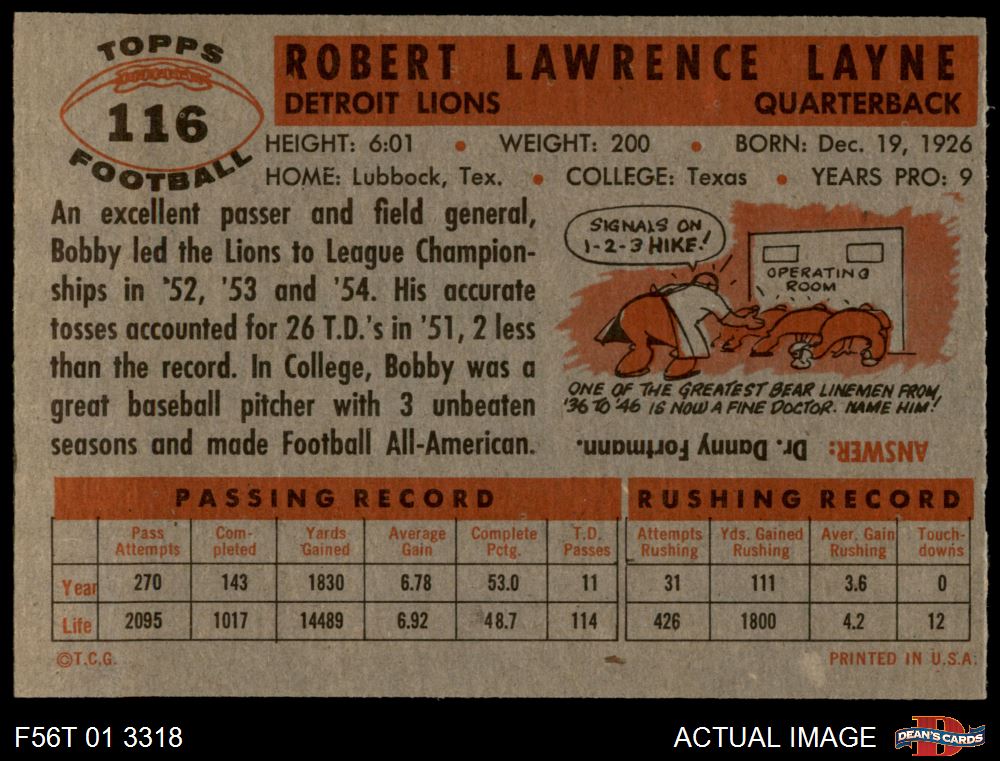 TOPPS
116
FOOTBALL
ROBERT LAWRENCE LAYNE
DETROIT LIONS QUARTERBACK
HEIGHT: 6:01 • WEIGHT: 200 • BORN: Dec. 19, 1926
HOME: Lubbock, Tex. • COLLEGE: Texas • YEARS PRO: 9
An excellent passer and field general,
Bobby led the Lions to League Champion-
ships in '52, '53 and '54. His accurate
tosses accounted for 26 T.D.'s in '51, 2 less
than the record. In College, Bobby was a
great baseball pitcher with 3 unbeaten
seasons and made Football All-American.
SIGNALS ON
1-2-3 HIKE!
OPERATING
ROOM
ONE OF THE GREATEST BEAR LINEMEN FROM
'36 TO '46 IS NOW A FINE DOCTOR. NAME HIM!
ANSWER: Dr. Danny Fortmann.
PASSING RECORD
Pass Attempts Com-pleted Yards Gained Average Gain Complete Pctg. T.D. Passes
Year 270 143 1830 6.78 53.0 11
Life 2095 1017 14489 6.92 48.7 114
RUSHING RECORD
Attempts Rushing Yds. Gained Rushing Aver. Gain Rushing Touch-downs
31 111 3.6 0
426 1800 4.2 12
©T.C.G. PRINTED IN U.S.A.
F56T 01 3318 ACTUAL IMAGE DEAN'S CARDS